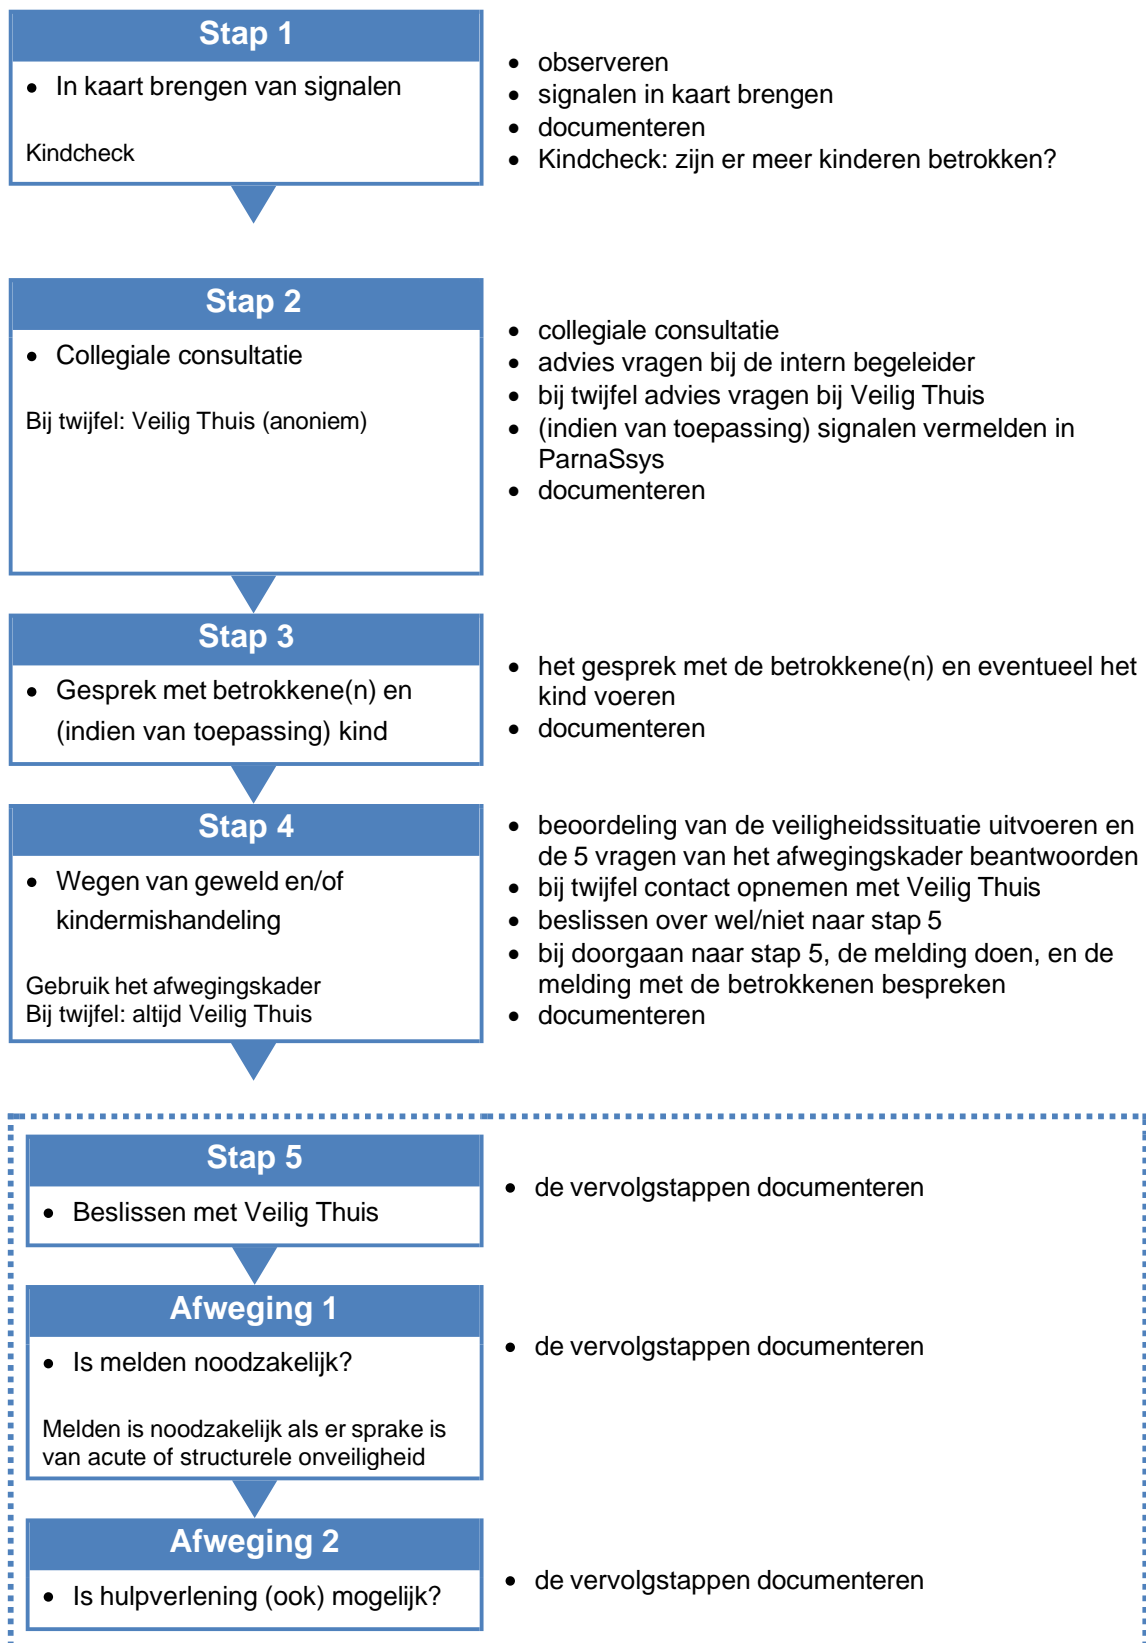 Stap 1
• In kaart brengen van signalen
Kindcheck
• observeren
• signalen in kaart brengen
• documenteren
• Kindcheck: zijn er meer kinderen betrokken?
Stap 2
• Collegiale consultatie
Bij twijfel: Veilig Thuis (anoniem)
• collegiale consultatie
• advies vragen bij de intern begeleider
• bij twijfel advies vragen bij Veilig Thuis
• (indien van toepassing) signalen vermelden in
ParnaSsys
• documenteren
Stap 3
• Gesprek met betrokkene(n) en
(indien van toepassing) kind
• het gesprek met de betrokkene(n) en eventueel het
kind voeren
• documenteren
Stap 4
• Wegen van geweld en/of
kindermishandeling
Gebruik het afwegingskader
Bij twijfel: altijd Veilig Thuis
• beoordeling van de veiligheidssituatie uitvoeren en
de 5 vragen van het afwegingskader beantwoorden
• bij twijfel contact opnemen met Veilig Thuis
• beslissen over wel/niet naar stap 5
• bij doorgaan naar stap 5, de melding doen, en de
melding met de betrokkenen bespreken
• documenteren
Stap 5
• Beslissen met Veilig Thuis
• de vervolgstappen documenteren
Afweging 1
• Is melden noodzakelijk?
Melden is noodzakelijk als er sprake is
van acute of structurele onveiligheid
• de vervolgstappen documenteren
Afweging 2
• Is hulpverlening (ook) mogelijk?
• de vervolgstappen documenteren